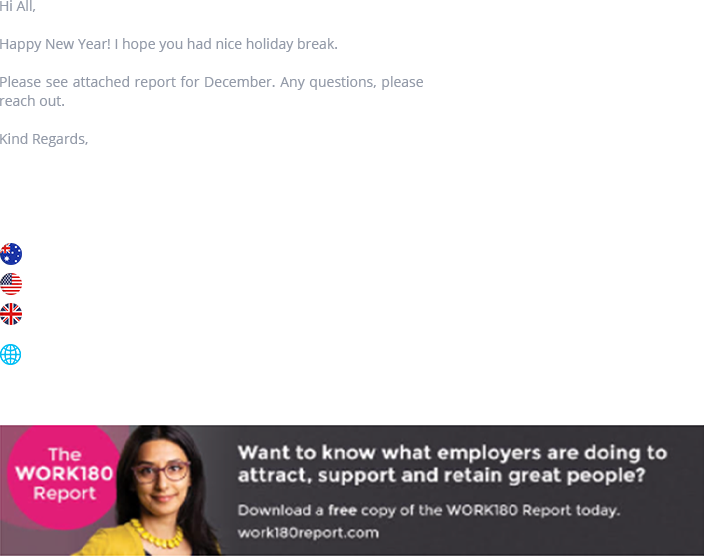 Hi All,
Happy New Year! I hope you had nice holiday break.
Please see attached report for December. Any questions, please
reach out.
Kind Regards,
The
WORK180
Report
Want to know what employers are doing to
attract, support and retain great people?
Download a free copy of the WORK180 Report today.
work180report.com